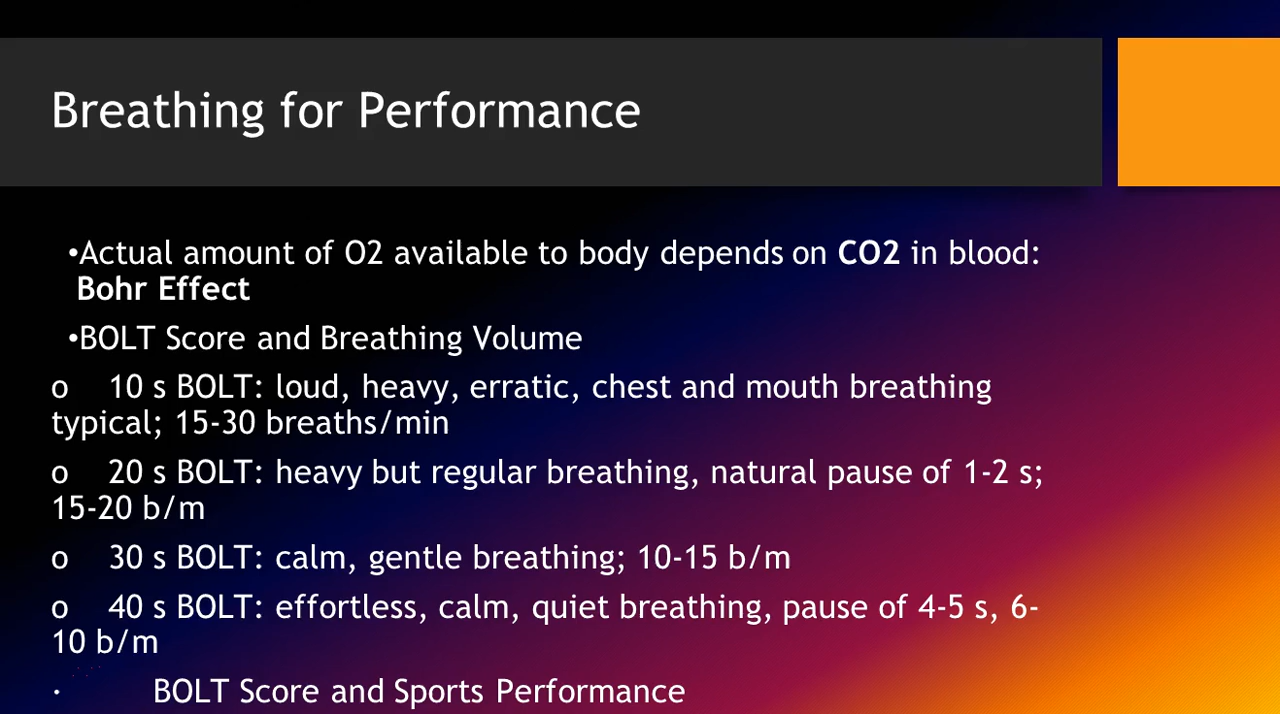 Breathing for Performance
•Actual amount of O2 available to body depends on CO2 in blood:
Bohr Effect
•BOLT Score and Breathing Volume
o 10 s BOLT: loud, heavy, erratic, chest and mouth breathing
typical; 15-30 breaths/min
o 20 s BOLT: heavy but regular breathing, natural pause of 1-2 s;
15-20 b/m
o 30 s BOLT: calm, gentle breathing; 10-15 b/m
o 40 s BOLT: effortless, calm, quiet breathing, pause of 4-5 s, 6-
10 b/m
· BOLT Score and Sports Performance